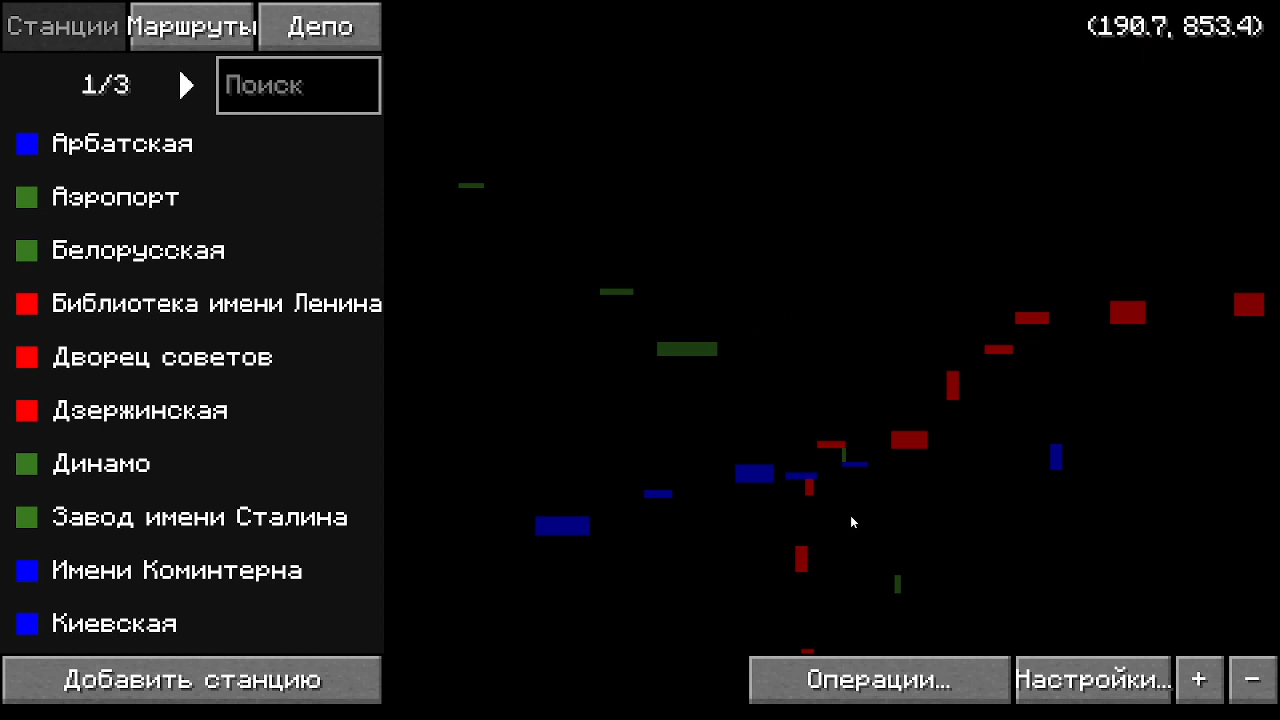 Станции Маршруты Депо (190.7, 853.4)
1/3 Поиск
Арбатская
Аэропорт
Белорусская
Библиотека имени Ленина
Дворец советов
Дзержинская
Динамо
Завод имени Сталина
Имени Коминтерна
Киевская
Добавить станцию Операции... Настройки... + -